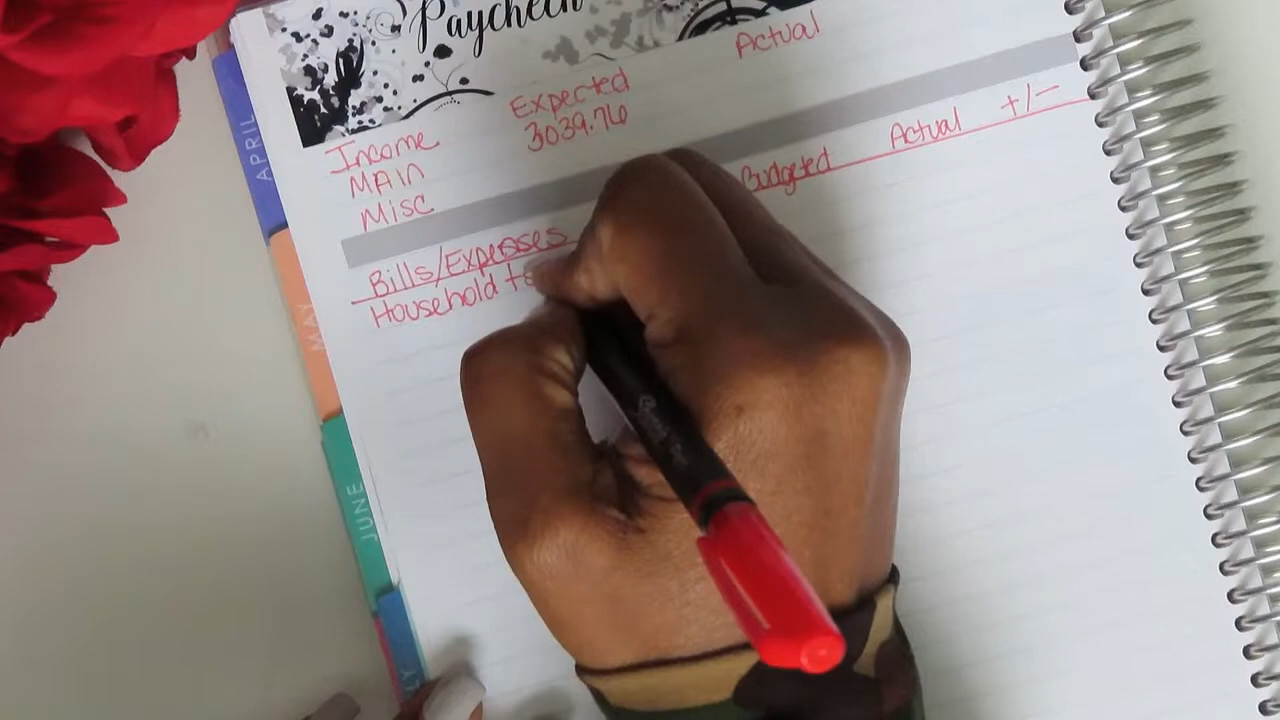 Paycheck
Expected Actual
Income 3039.76
MAIN
Misc
Bills/Expenses Budgeted Actual +/-
Household
APRIL
MAY
JUNE